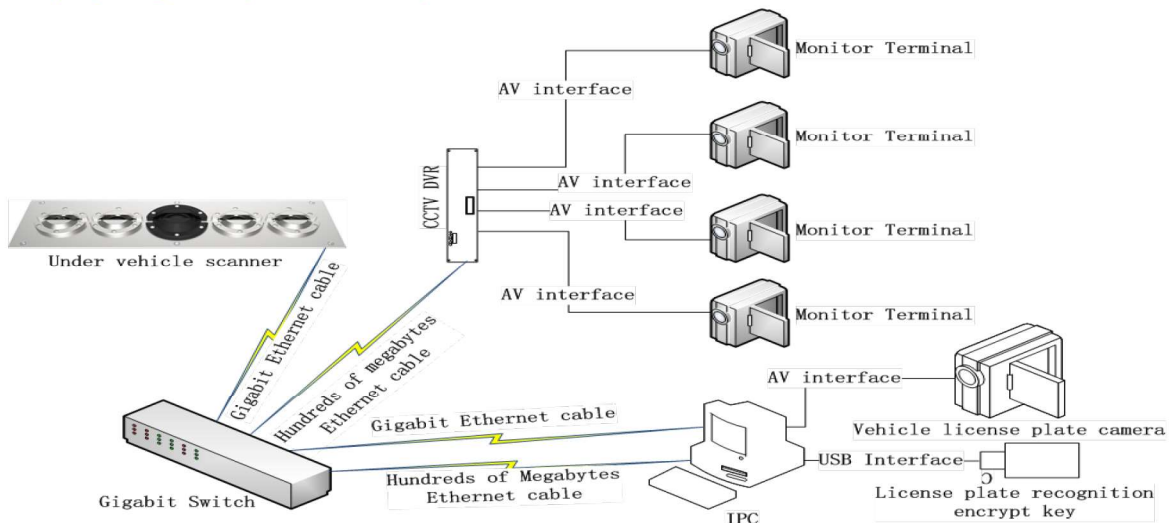 Monitor Terminal
AV interface
Monitor Terminal
CCTV DVR
AV interface
AV interface
Monitor Terminal
Under vehicle scanner
AV interface
Monitor Terminal
Gigabit Ethernet cable
Hundreds of megabytes
Ethernet cable
AV interface
Gigabit Ethernet cable
Vehicle license plate camera
USB Interface
Hundreds of Megabytes
Ethernet cable
Gigabit Switch
License plate recognition
encrypt key
IPC